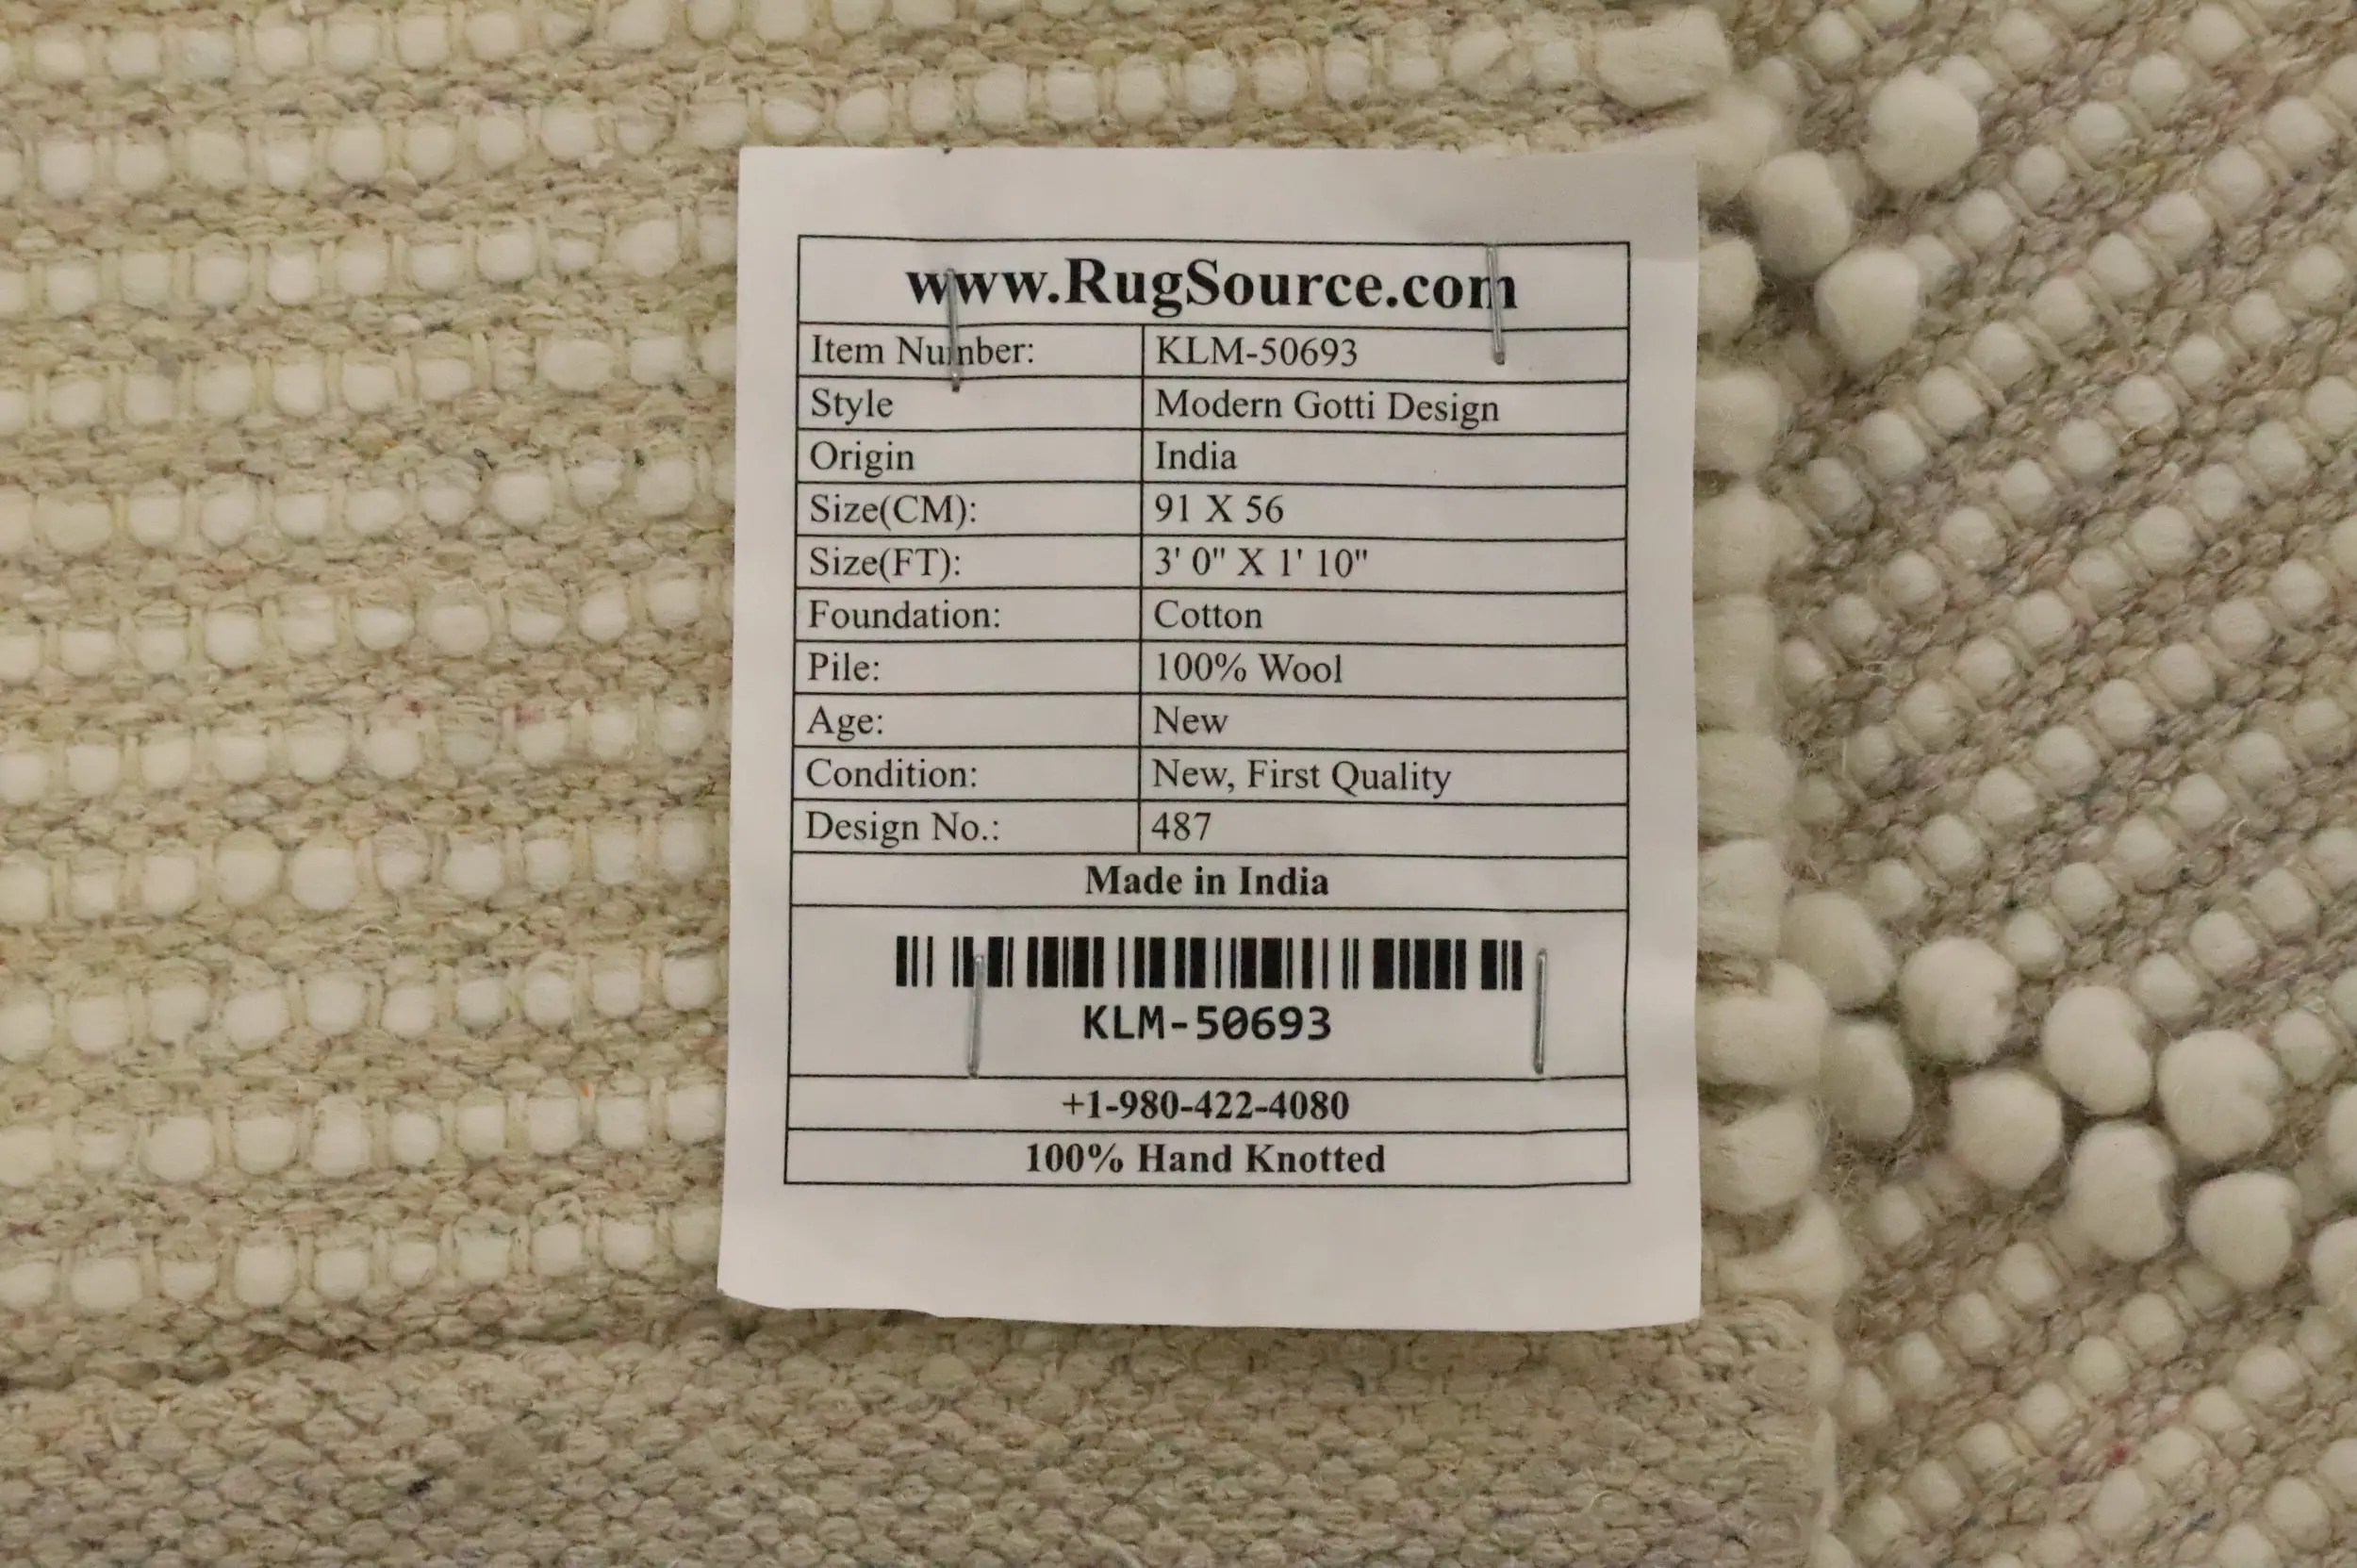 www.RugSource.com
Item Number: KLM-50693
Style Modern Gotti Design
Origin India
Size(CM): 91 X 56
Size(FT): 3' 0" X 1' 10"
Foundation: Cotton
Pile: 100% Wool
Age: New
Condition: New, First Quality
Design No.: 487
Made in India
KLM-50693
+1-980-422-4080
100% Hand Knotted